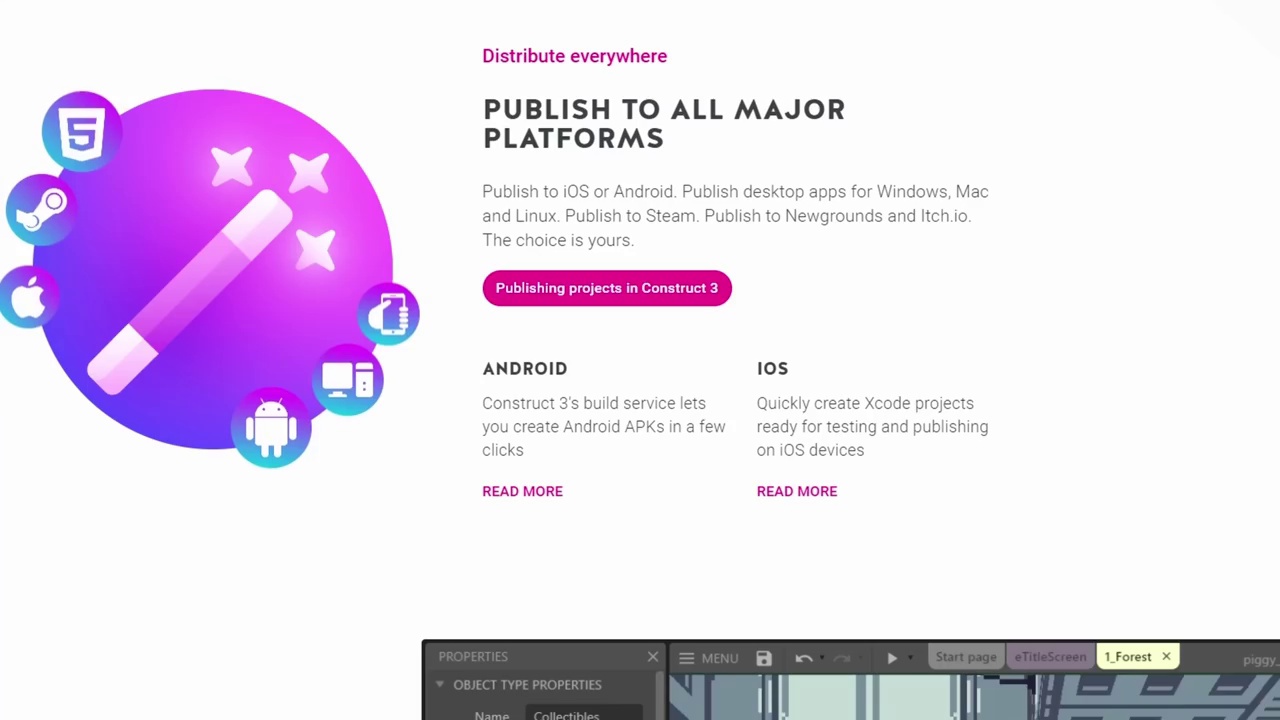 Distribute everywhere
PUBLISH TO ALL MAJOR
PLATFORMS
Publish to iOS or Android. Publish desktop apps for Windows, Mac
and Linux. Publish to Steam. Publish to Newgrounds and Itch.io.
The choice is yours.
Publishing projects in Construct 3
ANDROID
Construct 3's build service lets
you create Android APKs in a few
clicks
READ MORE
IOS
Quickly create Xcode projects
ready for testing and publishing
on iOS devices
READ MORE
PROPERTIES
MENU
Start page
eTitleScreen
1_Forest
piggy_
OBJECT TYPE PROPERTIES
Name
Collectibles